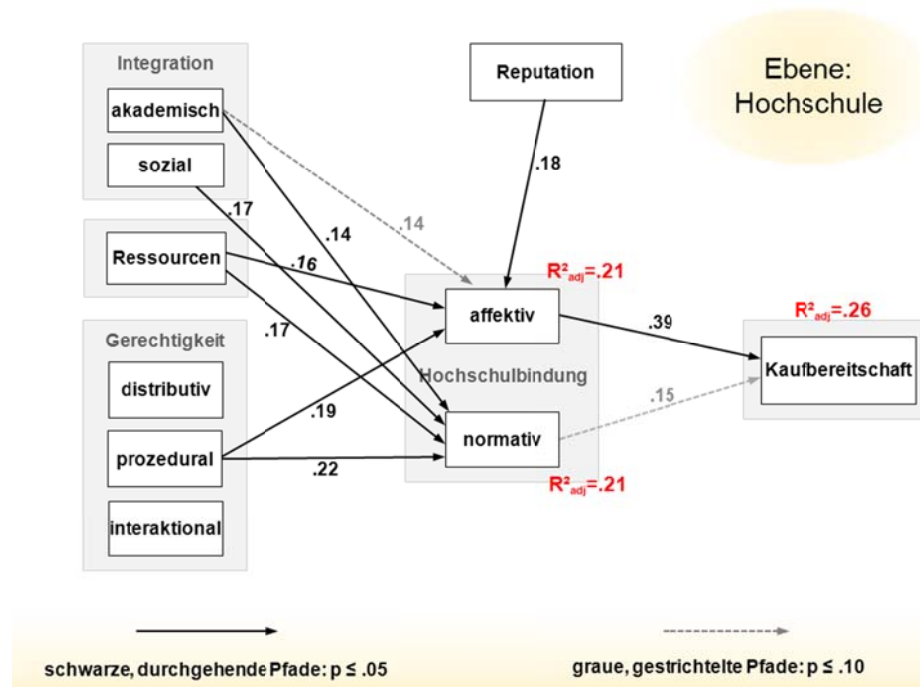 Integration
akademisch
sozial
Ressourcen
Gerechtigkeit
distributiv
prozedural
interaktional
Reputation
Ebene:
Hochschule
.18
.17
.14
.14
.16
.17
.19
.22
R²adj=.21
affektiv
Hochschulbindung
normativ
R²adj=.21
.39
.15
R²adj=.26
Kaufbereitschaft
schwarze, durchgehende Pfade: p ≤ .05
graue, gestrichtelte Pfade: p ≤ .10